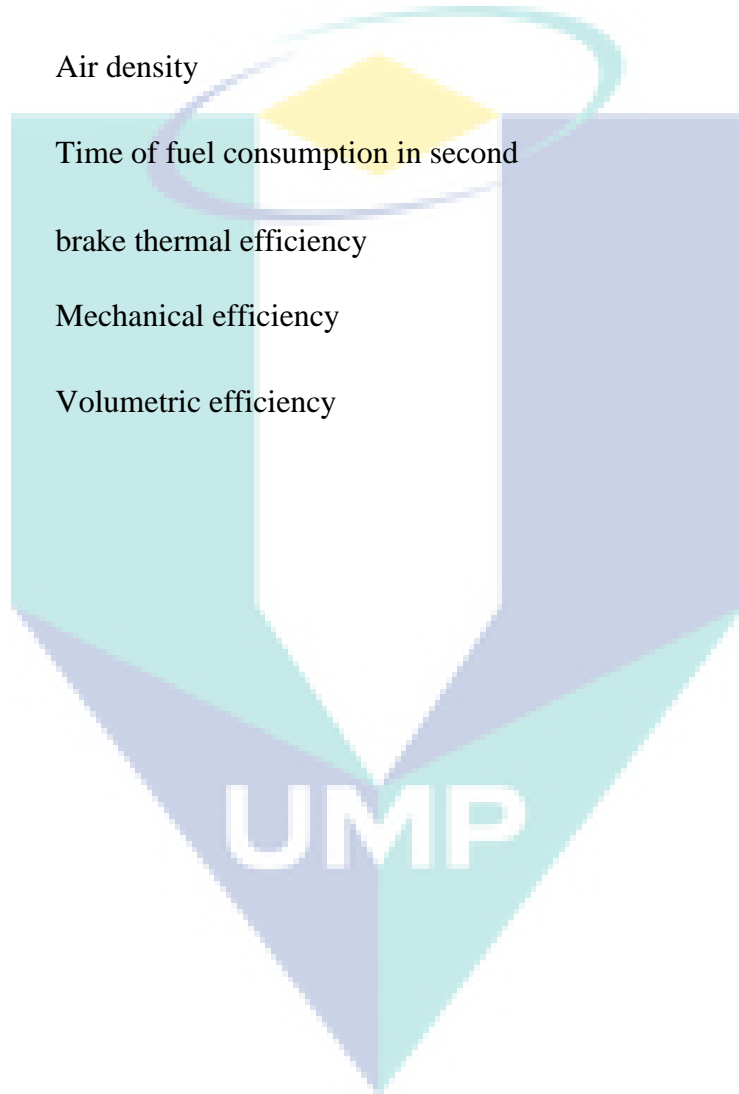 Air density
Time of fuel consumption in second
brake thermal efficiency
Mechanical efficiency
Volumetric efficiency
UMP